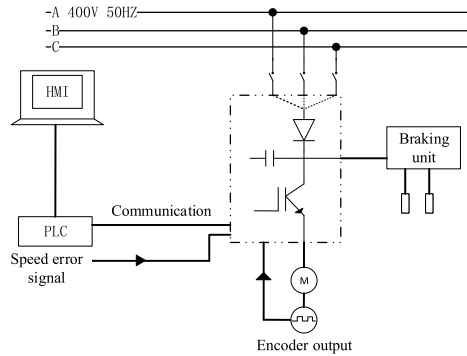 -A 400V 50HZ
-B
-C
HMI
Braking
unit
Communication
PLC
Speed error
signal
M
Encoder output